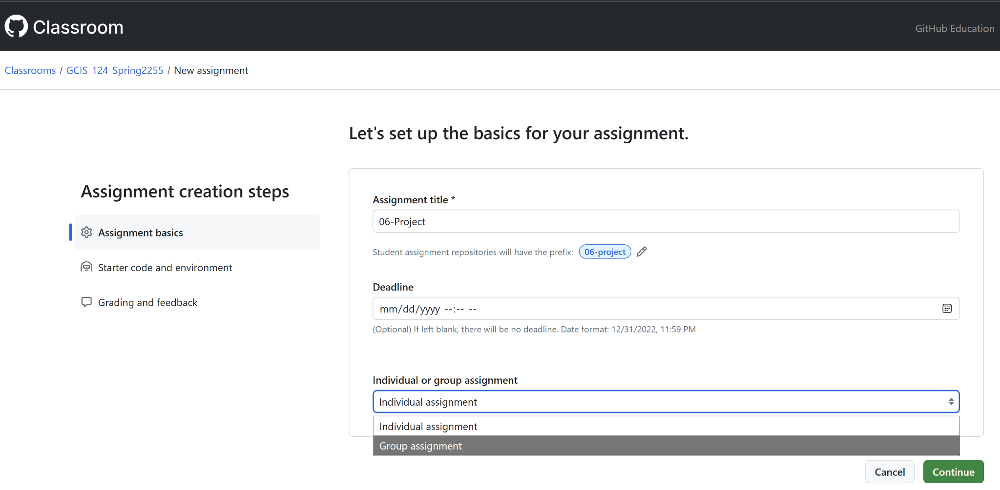 Classroom
GitHub Education
Classrooms / GCIS-124-Spring2255 / New assignment
Let's set up the basics for your assignment.
Assignment creation steps
Assignment basics
Starter code and environment
Grading and feedback
Assignment title *
06-Project
Student assignment repositories will have the prefix: 06-project
Deadline
mm/dd/yyyy --:-- --
(Optional) If left blank, there will be no deadline. Date format: 12/31/2022, 11:59 PM
Individual or group assignment
Individual assignment
Individual assignment
Group assignment
Cancel
Continue